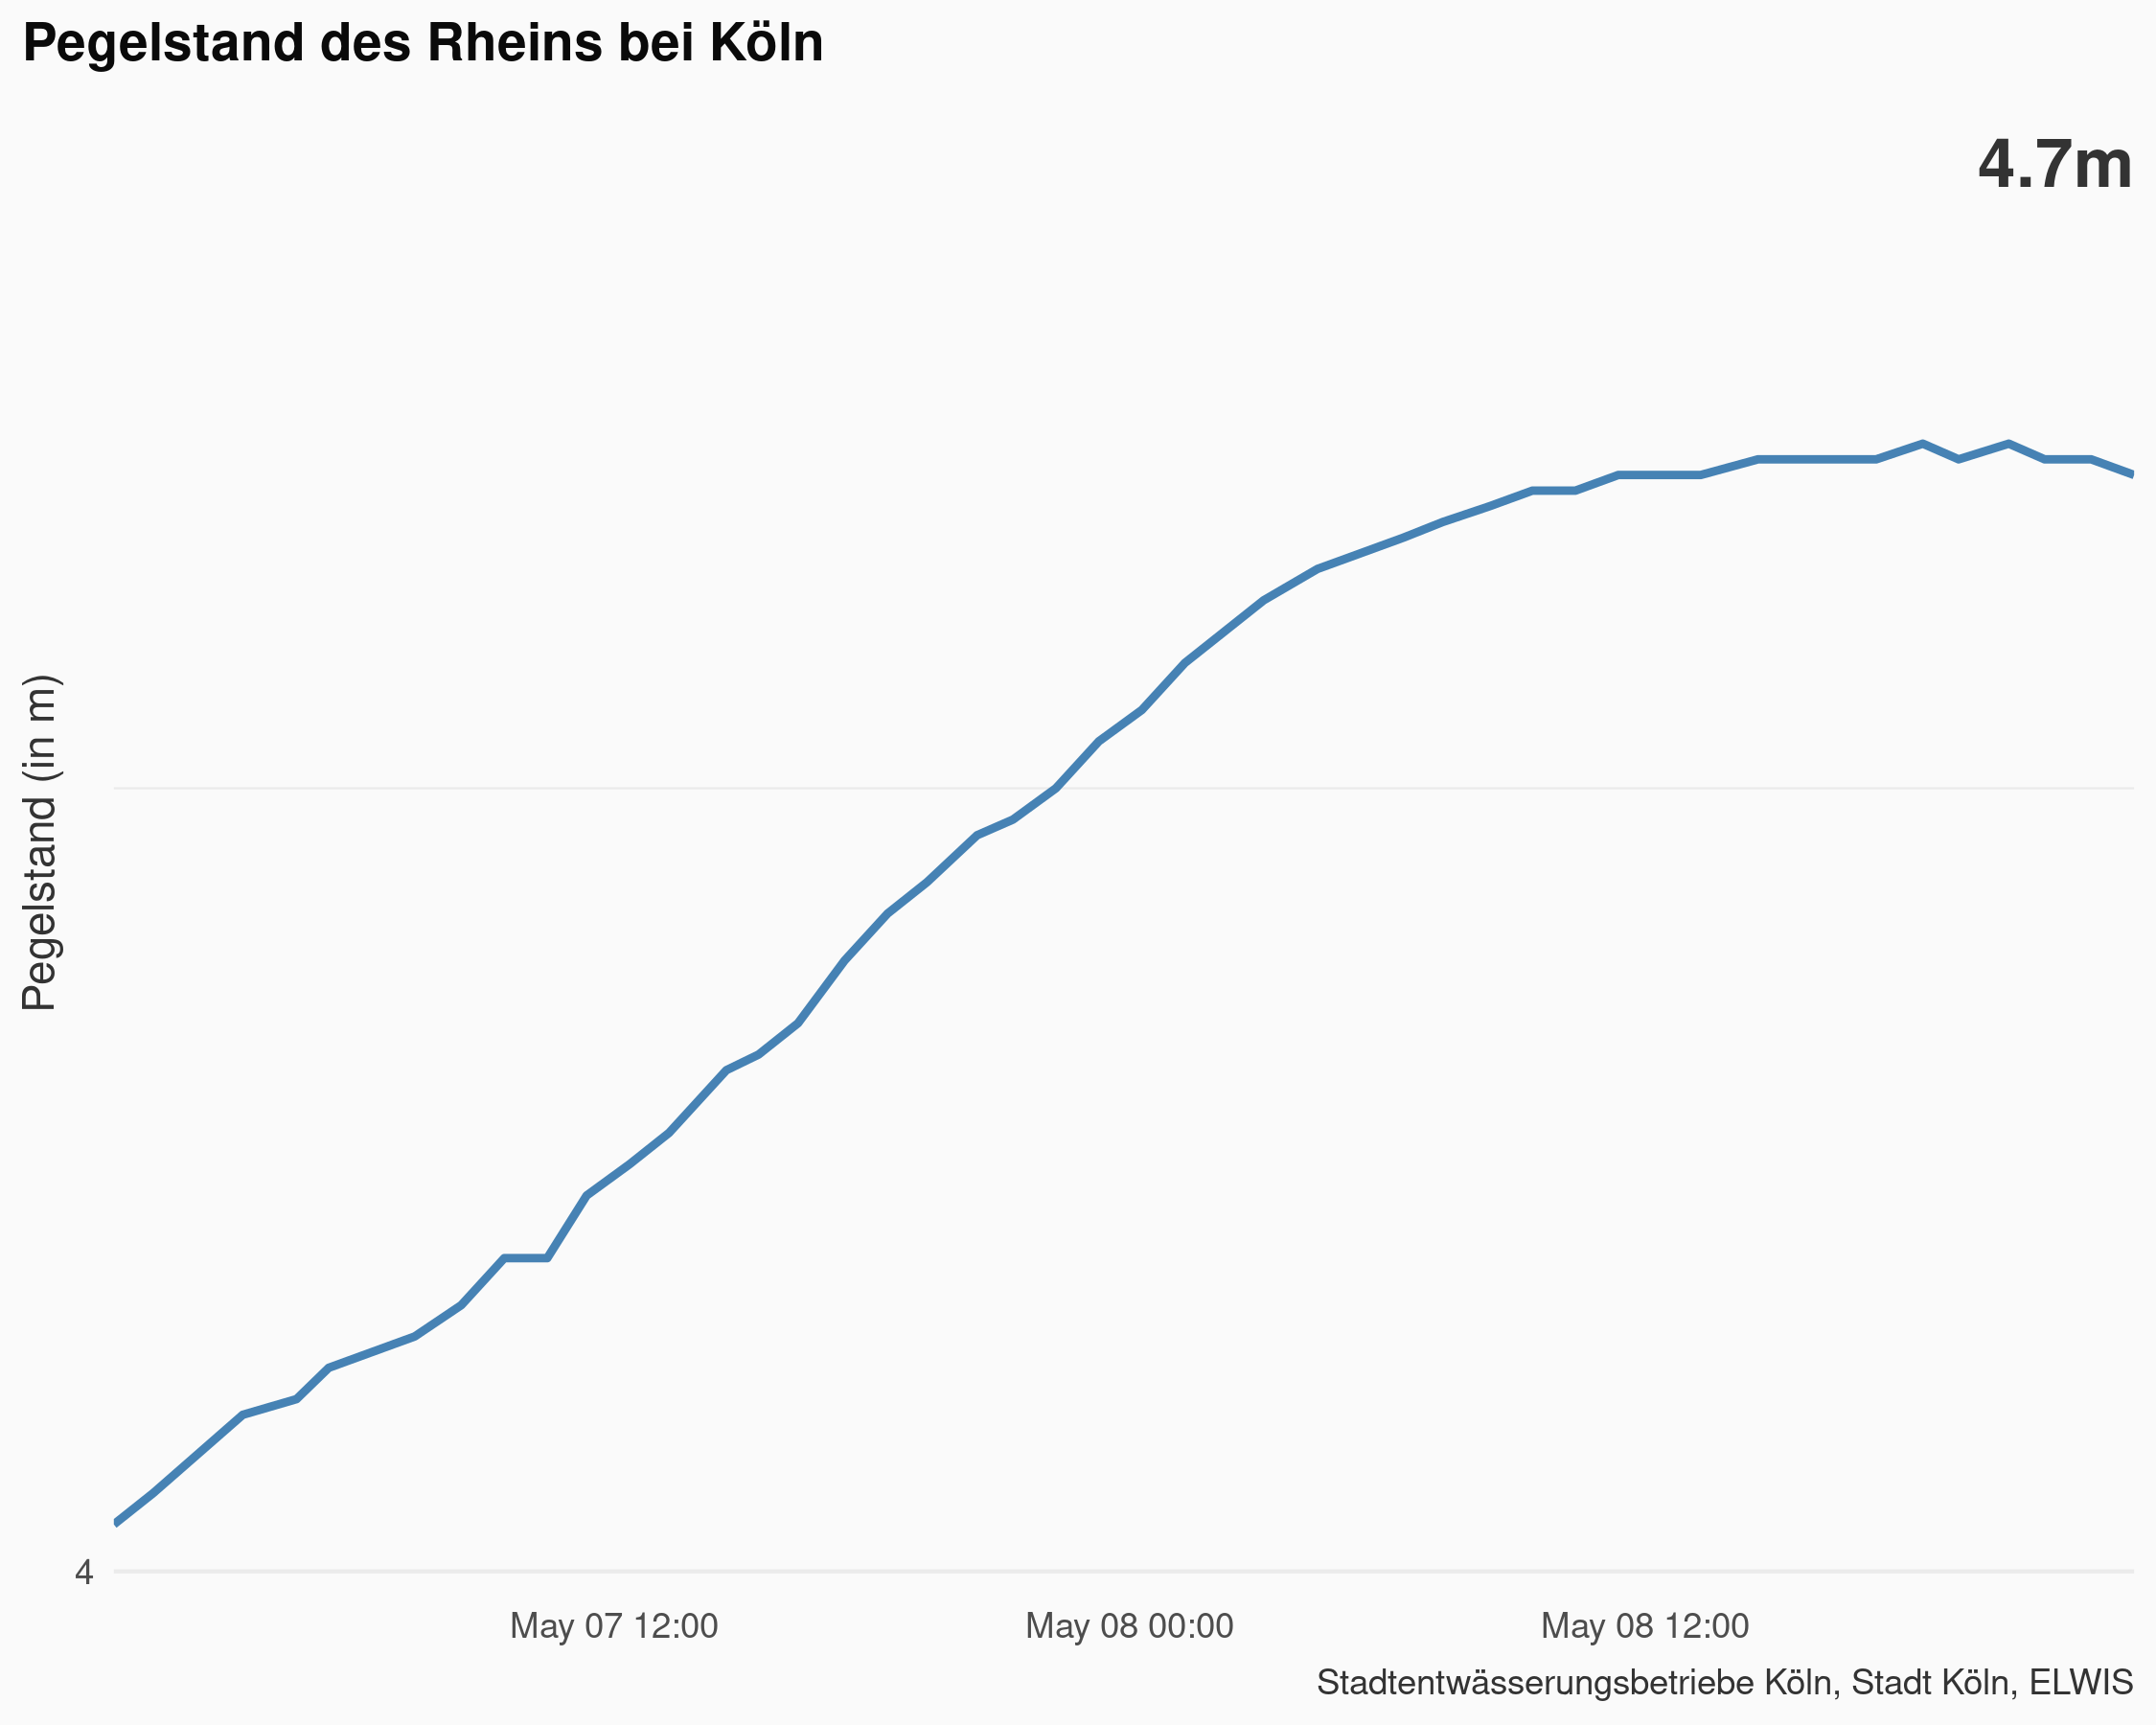 Pegelstand des Rheins bei Köln
4.7m
Pegelstand (in m)
4
May 07 12:00
May 08 00:00
May 08 12:00
Stadtentwässerungsbetriebe Köln, Stadt Köln, ELWIS